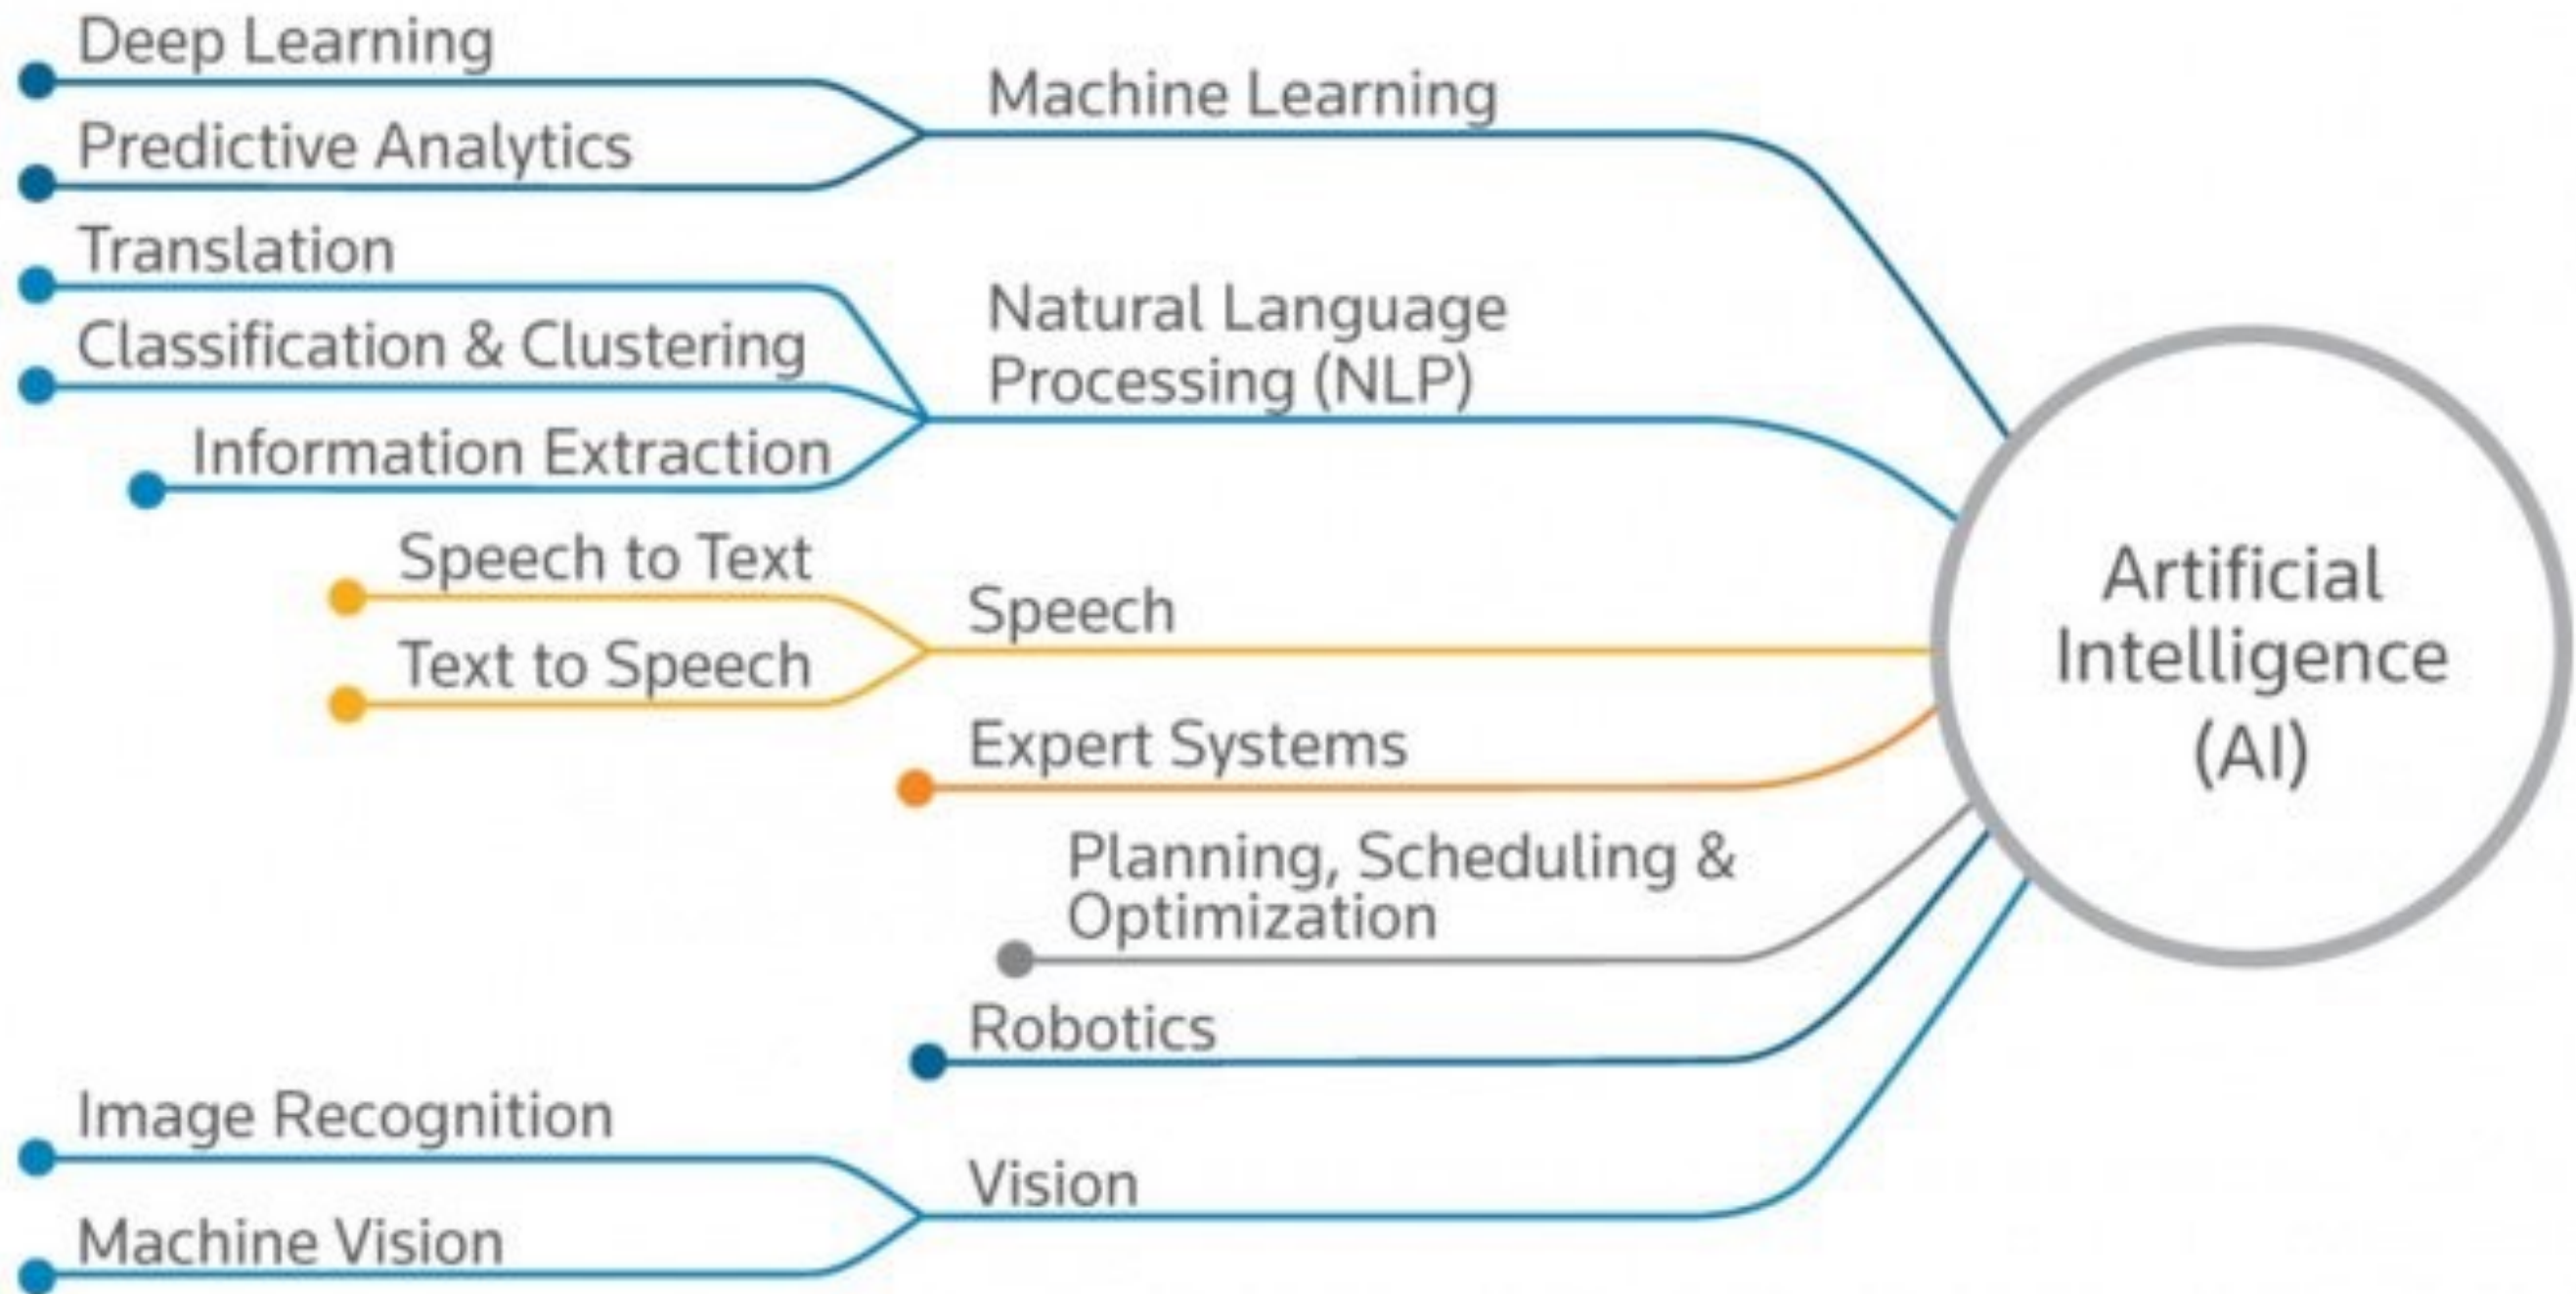 Deep Learning
Predictive Analytics
Machine Learning
Translation
Classification & Clustering
Information Extraction
Natural Language
Processing (NLP)
Speech to Text
Text to Speech
Speech
Expert Systems
Planning, Scheduling &
Optimization
Robotics
Image Recognition
Machine Vision
Vision
Artificial
Intelligence
(AI)